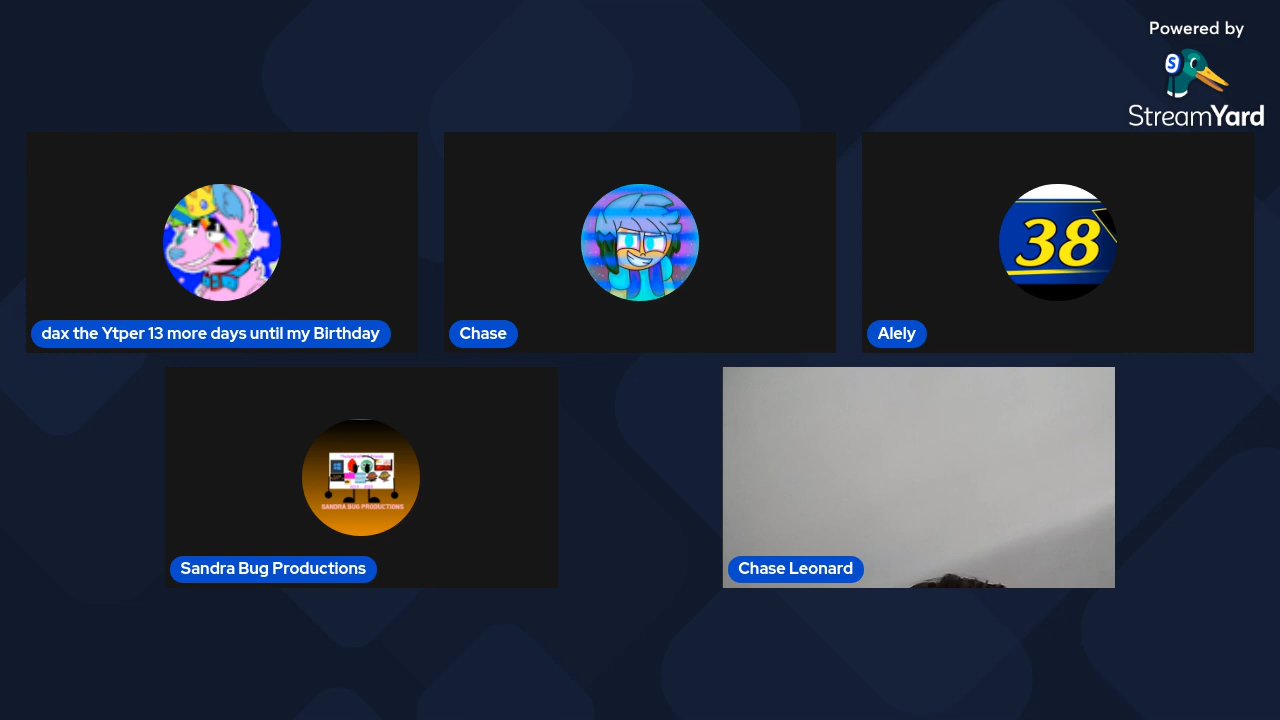 Powered by
S
StreamYard
38
dax the Ytper 13 more days until my Birthday
Chase
Alely
SANDRA BUG PRODUCTIONS
Sandra Bug Productions
Chase Leonard